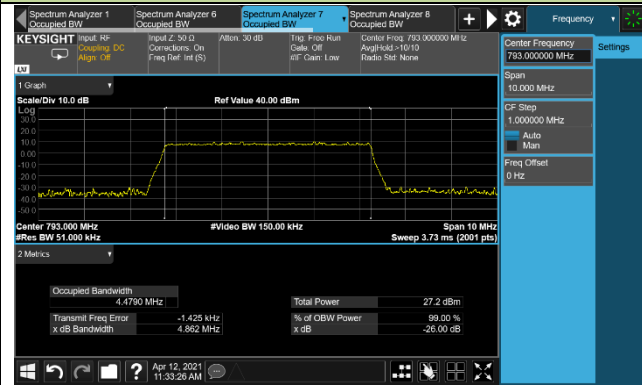 Spectrum Analyzer 1
Occupied BW
Spectrum Analyzer 6
Occupied BW
Spectrum Analyzer 7
Occupied BW
Spectrum Analyzer 8
Occupied BW
Frequency
KEYSIGHT
Input: RF
Coupling: DC
Align: Off
Input Z: 50 Ω
Corrections: On
Freq Ref: Int (S)
Atten: 30 dB
Trig: Free Run
Gate: Off
#IF Gain: Low
Center Freq: 793.000000 MHz
Avg|Hold:>10/10
Radio Std: None
LXI
Center Frequency
793.000000 MHz
Settings
Span
10.000 MHz
CF Step
1.000000 MHz
Auto
Man
Freq Offset
0 Hz
1 Graph
Scale/Div 10.0 dB
Ref Value 40.00 dBm
Log
30.0
20.0
10.0
0.00
-10.0
-20.0
-30.0
-40.0
-50.0
Center 793.000 MHz
#Video BW 150.00 kHz
Span 10 MHz
#Res BW 51.000 kHz
Sweep 3.73 ms (2001 pts)
2 Metrics
Occupied Bandwidth
4.4790 MHz
Total Power
27.2 dBm
Transmit Freq Error
-1.425 kHz
% of OBW Power
99.00 %
x dB Bandwidth
4.862 MHz
x dB
-26.00 dB
?
Apr 12, 2021
11:33:26 AM